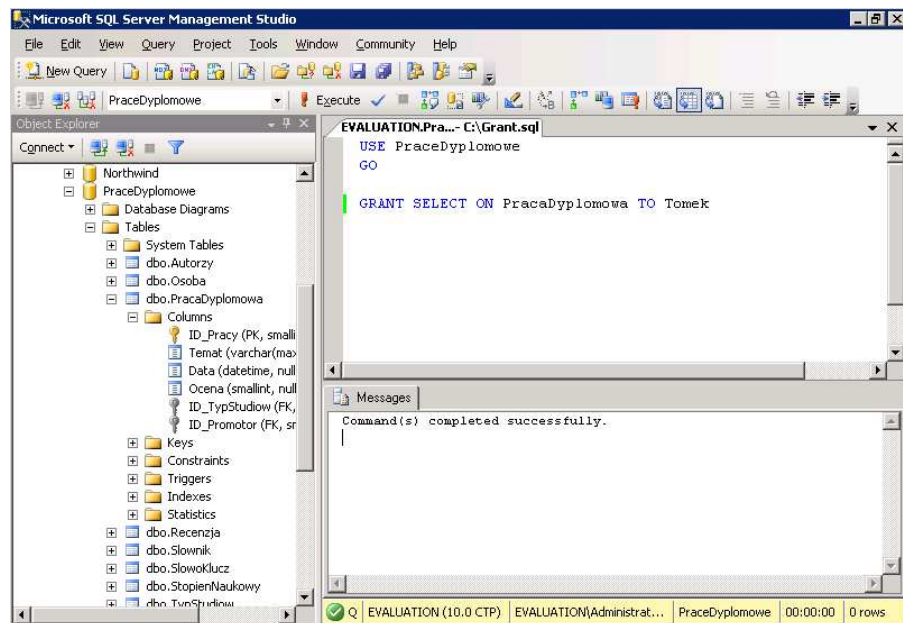 Microsoft SQL Server Management Studio
File Edit View Query Project Tools Window Community Help
New Query
PraceDyplomowe Execute
Object Explorer
Connect
Northwind
PraceDyplomowe
Database Diagrams
Tables
System Tables
dbo.Autorzy
dbo.Osoba
dbo.PracaDyplomowa
Columns
ID_Pracy (PK, smalli
Temat (varchar(max
Data (datetime, null
Ocena (smallint, null
ID_TypStudiow (FK,
ID_Promotor (FK, sm
Keys
Constraints
Triggers
Indexes
Statistics
dbo.Recenzja
dbo.Slownik
dbo.SlowoKlucz
dbo.StopienNaukowy
dbo.TypStudiow
EVALUATION.Pra...- C:\Grant.sql
USE PraceDyplomowe
GO
GRANT SELECT ON PracaDyplomowa TO Tomek
Messages
Command(s) completed successfully.
Q EVALUATION (10.0 CTP) EVALUATION\Administrat... PraceDyplomowe 00:00:00 0 rows